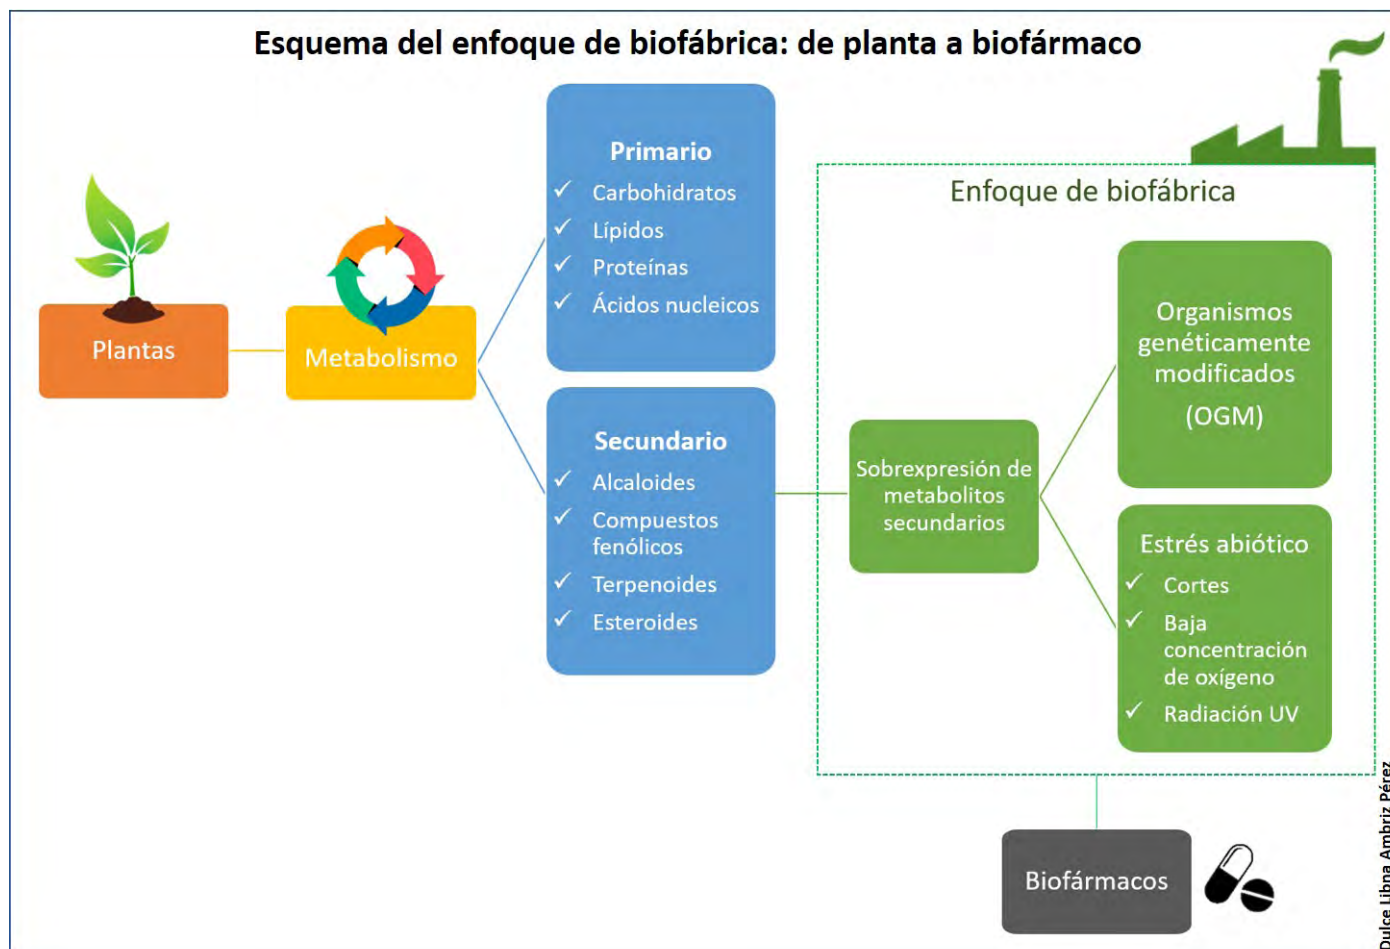 Esquema del enfoque de biofábrica: de planta a biofármaco
Plantas
Metabolismo
Primario
✓ Carbohidratos
✓ Lípidos
✓ Proteínas
✓ Ácidos nucleicos
Secundario
✓ Alcaloides
✓ Compuestos
fenólicos
✓ Terpenoides
✓ Esteroides
Enfoque de biofábrica
Sobrexpresión de
metabolitos
secundarios
Organismos
genéticamente
modificados
(OGM)
Estrés abiótico
✓ Cortes
✓ Baja
concentración
de oxígeno
✓ Radiación UV
Biofármacos
Dulce Libna Ambriz Pérez